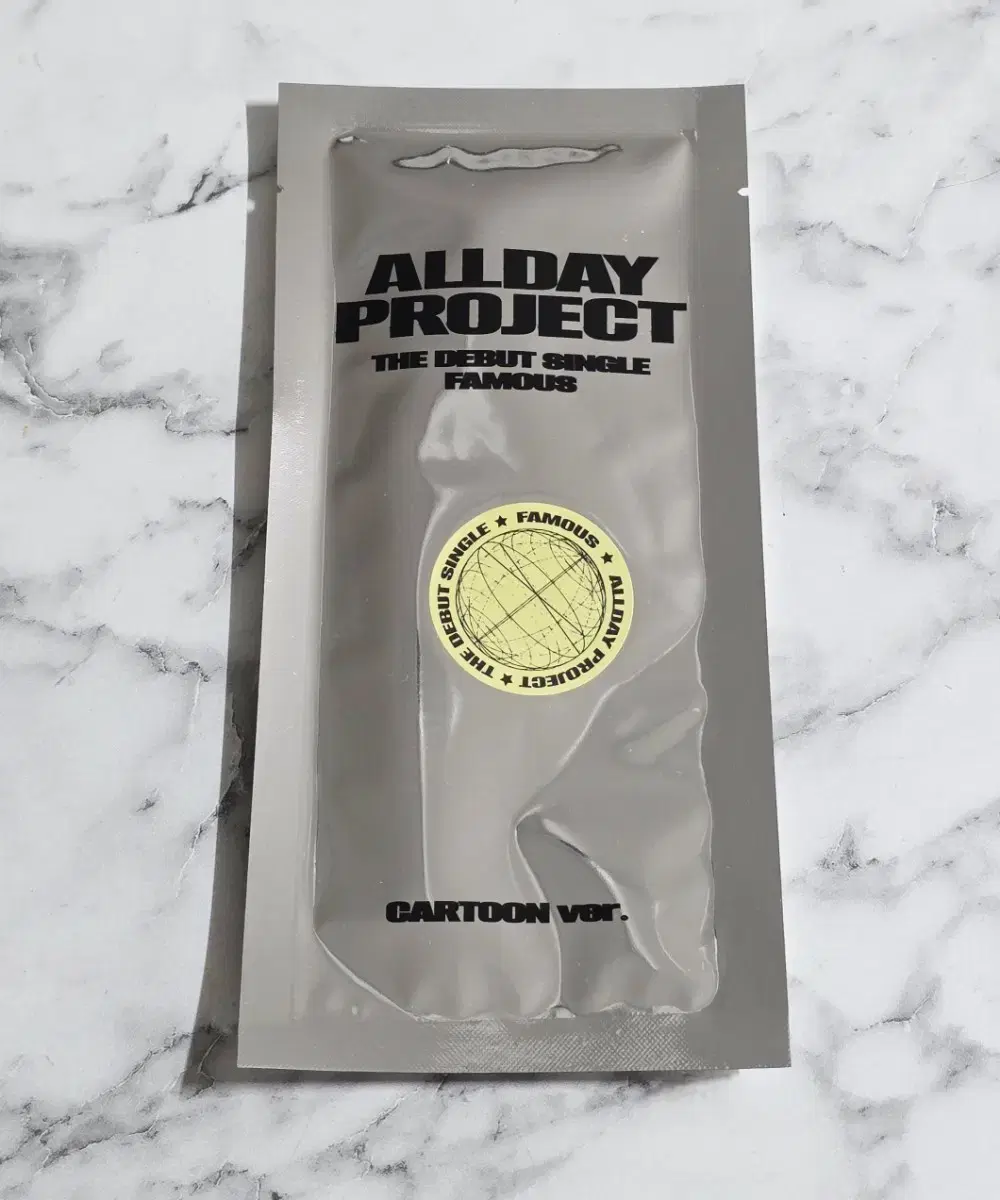 ALLDAY
PROJECT
THE DEBUT SINGLE
FAMOUS
THE DEBUT SINGLE ★ FAMOUS ★ ALLDAY PROJECT ★
CARTOON ver.